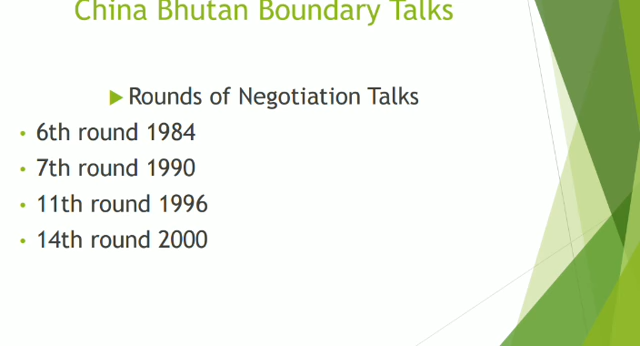 China Bhutan Boundary Talks
Rounds of Negotiation Talks
6th round 1984
7th round 1990
11th round 1996
14th round 2000